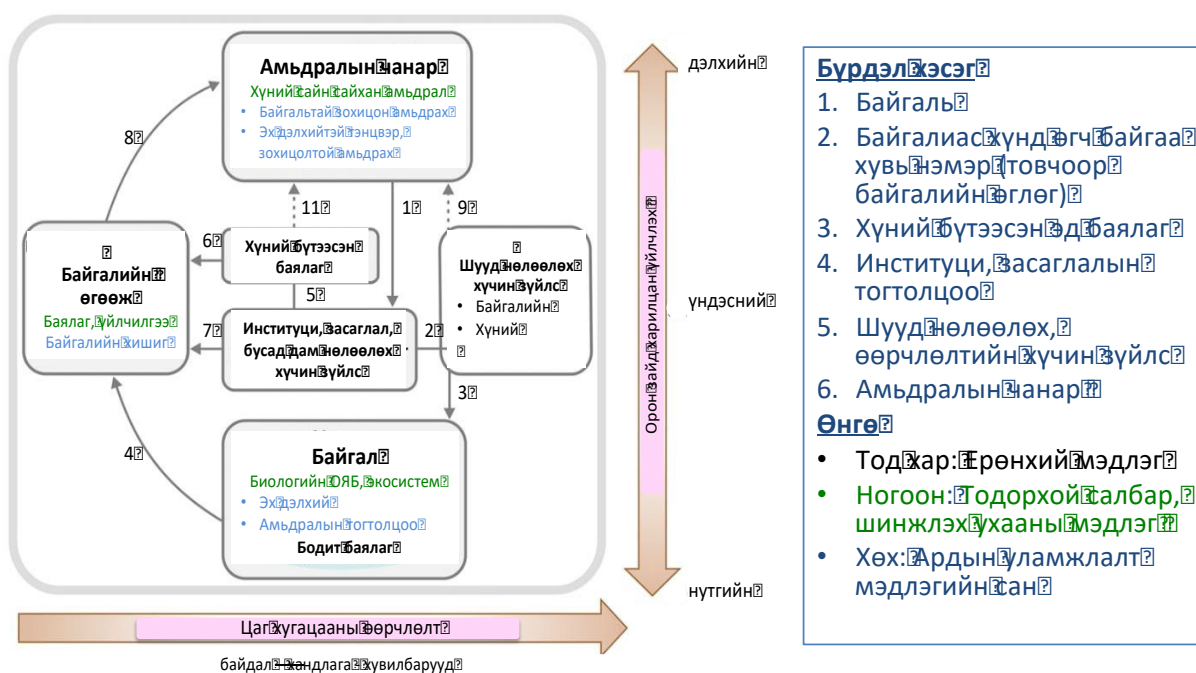 Амьдралын чанар
Хүний сайн сайхан амьдрал
• Байгальтай зохицон амьдрах
• Эх дэлхийтэй тэнцвэр,
зохицолтой амьдрах
8
11
1
9
6
Хүний бүтээсэн
баялаг
Байгалийн
өгөөж
Баялаг, үйлчилгээ
Байгалийн хишиг
5
7
Институци, засаглал,
бусад дам нөлөөлөх
хүчин зүйлс
2
Шууд нөлөөлөх
хүчин зүйлс
• Байгалийн
• Хүний
3
4
Байгал
Биологийн ОЯБ, экосистем
• Эх дэлхий
• Амьдралын тогтолцоо
Бодит баялаг
дэлхийн
үндэсний
нутгийн
Орон зайд харилцан үйлчлэх
Цаг хугацааны өөрчлөлт
байдал хандлага хувилбарууд
Бүрдэл хэсэг
1. Байгаль
2. Байгалиас хүнд өгч байгаа
хувь нэмэр (товчоор
байгалийн өглөг)
3. Хүний бүтээсэн эд баялаг
4. Институци, засаглалын
тогтолцоо
5. Шууд нөлөөлөх,
өөрчлөлтийн хүчин зүйлс
6. Амьдралын чанар
Өнгө
• Тод хар: Ерөнхий мэдлэг
• Ногоон: Тодорхой салбар,
шинжлэх ухааны мэдлэг
• Хөх: Ардын уламжлалт
мэдлэгийн сан